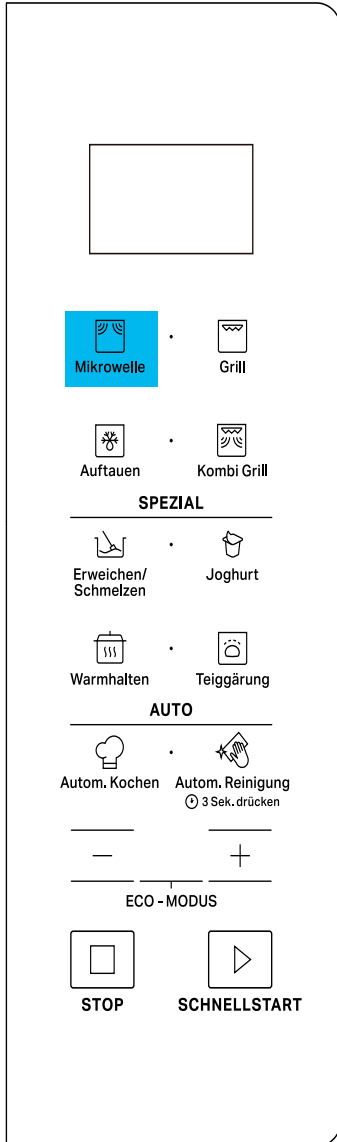 Mikrowelle
Grill
Auftauen
Kombi Grill
SPEZIAL
Erweichen/
Schmelzen
Joghurt
Warmhalten
Teiggärung
AUTO
Autom. Kochen
Autom. Reinigung
3 Sek. drücken
ECO - MODUS
STOP
SCHNELLSTART